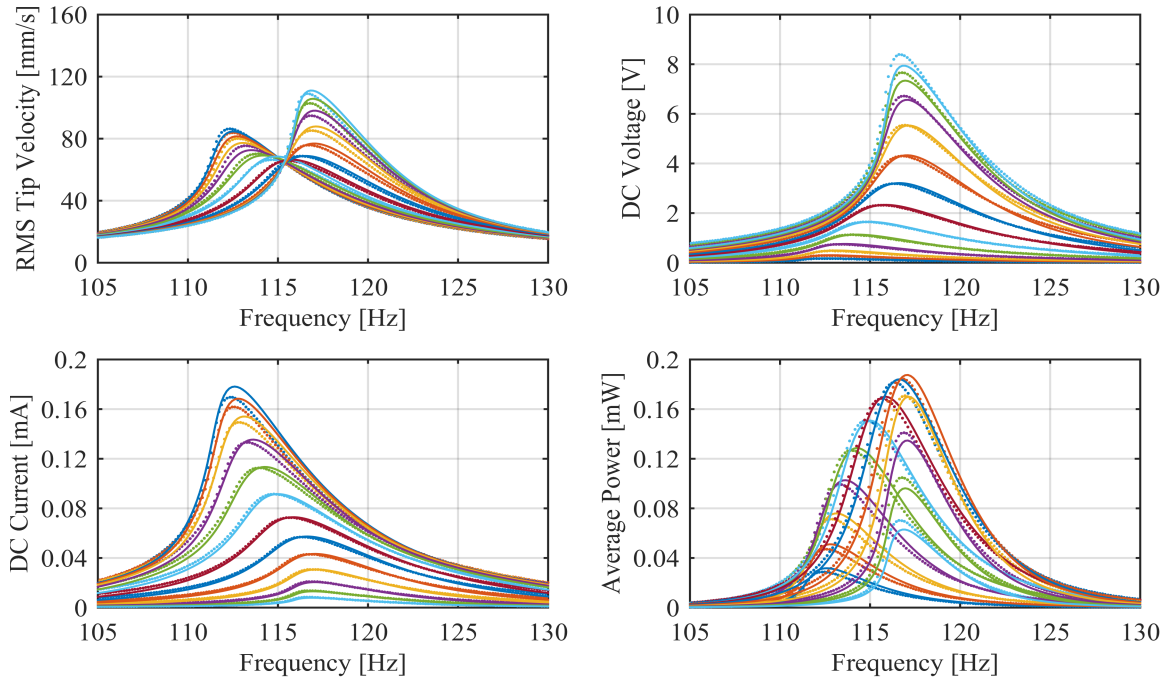 RMS Tip Velocity [mm/s]
160
120
80
40
0
105 110 115 120 125 130
Frequency [Hz]
DC Voltage [V]
10
8
6
4
2
0
105 110 115 120 125 130
Frequency [Hz]
DC Current [mA]
0.2
0.16
0.12
0.08
0.04
0
105 110 115 120 125 130
Frequency [Hz]
Average Power [mW]
0.2
0.16
0.12
0.08
0.04
0
105 110 115 120 125 130
Frequency [Hz]